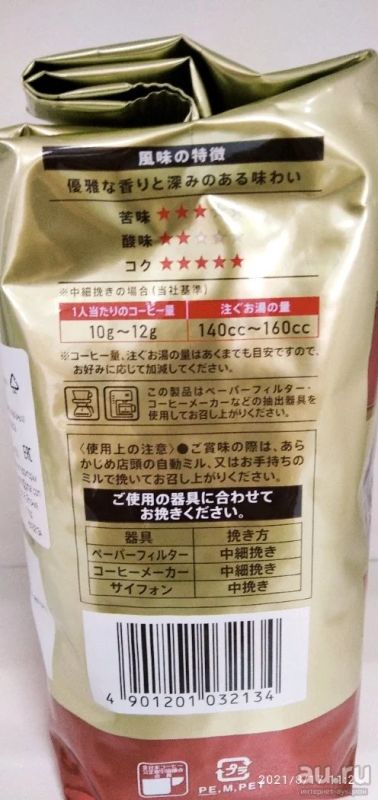 風味の特徴
優雅な香りと深みのある味わい
苦味 ★★★☆☆
酸味 ★★☆☆☆
コク ★★★★★
※中細挽きの場合(当社基準)
1人当たりのコーヒー量 注ぐお湯の量
10g〜12g 140cc〜160cc
※コーヒー量、注ぐお湯の量はあくまでも目安ですので、
お好みに応じて加減してください。
この製品はペーパーフィルター・
コーヒーメーカーなどの抽出器具を
使用してお召し上がりください。
〈使用上の注意〉●ご賞味の際は、あら
かじめ店頭の自動ミル、又はお手持ちの
ミルで挽いてお召し上がりください。
ご使用の器具に合わせて
お挽きください。
器具 挽き方
ペーパーフィルター 中細挽き
コーヒーメーカー 中細挽き
サイフォン 中挽き
4 901201 032134
PE,M,PET
2021/8/17 11:2
au.ru